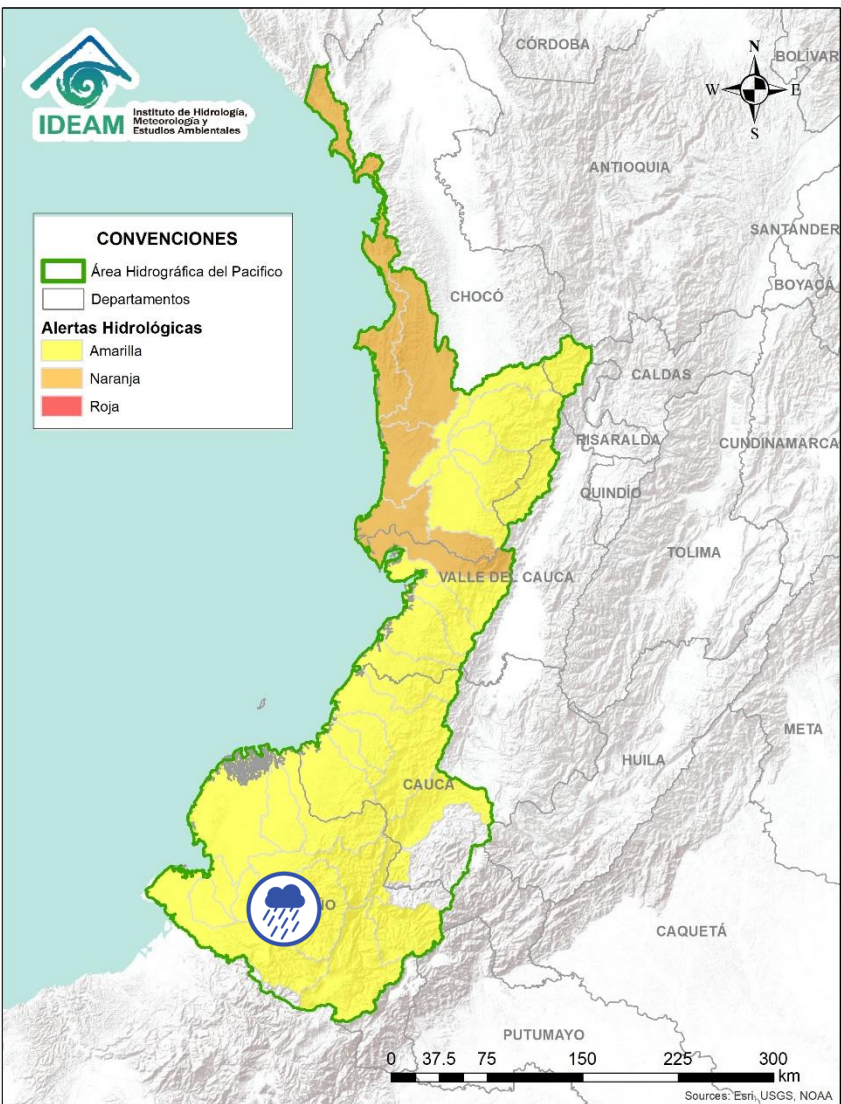 IDEAM
Instituto de Hidrología,
Meteorología y
Estudios Ambientales
N
W
E
S
CÓRDOBA
BOLÍVAR
ANTIOQUIA
SANTANDER
BOYACÁ
CONVENCIONES
Área Hidrográfica del Pacifico
Departamentos
Alertas Hidrológicas
Amarilla
Naranja
Roja
CHOCÓ
CALDAS
RISARALDA
CUNDINAMARCA
QUINDÍO
TOLIMA
VALLE DEL CAUCA
META
HUILA
CAUCA
CAQUETÁ
PUTUMAYO
0 37.5 75 150 225 300
km
Sources: Esri, USGS, NOAA